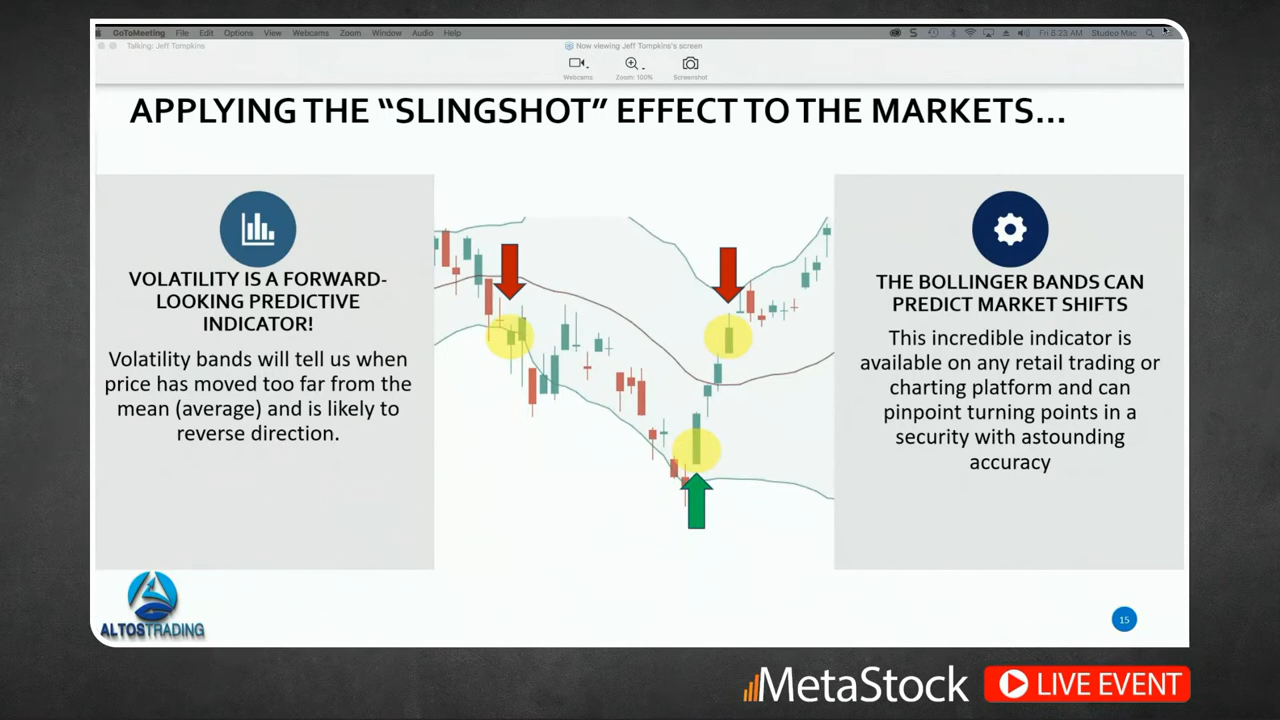 GoToMeeting File Edit Options View Webcams Zoom Window Audio Help
Fri 8:23 AM Studeo Mac
Talking: Jeff Tompkins
Now viewing Jeff Tompkins's screen
Webcams Zoom: 100% Screenshot
APPLYING THE “SLINGSHOT” EFFECT TO THE MARKETS...
VOLATILITY IS A FORWARD-
LOOKING PREDICTIVE
INDICATOR!
Volatility bands will tell us when
price has moved too far from the
mean (average) and is likely to
reverse direction.
THE BOLLINGER BANDS CAN
PREDICT MARKET SHIFTS
This incredible indicator is
available on any retail trading or
charting platform and can
pinpoint turning points in a
security with astounding
accuracy
ALTOSTRADING
15
MetaStock LIVE EVENT